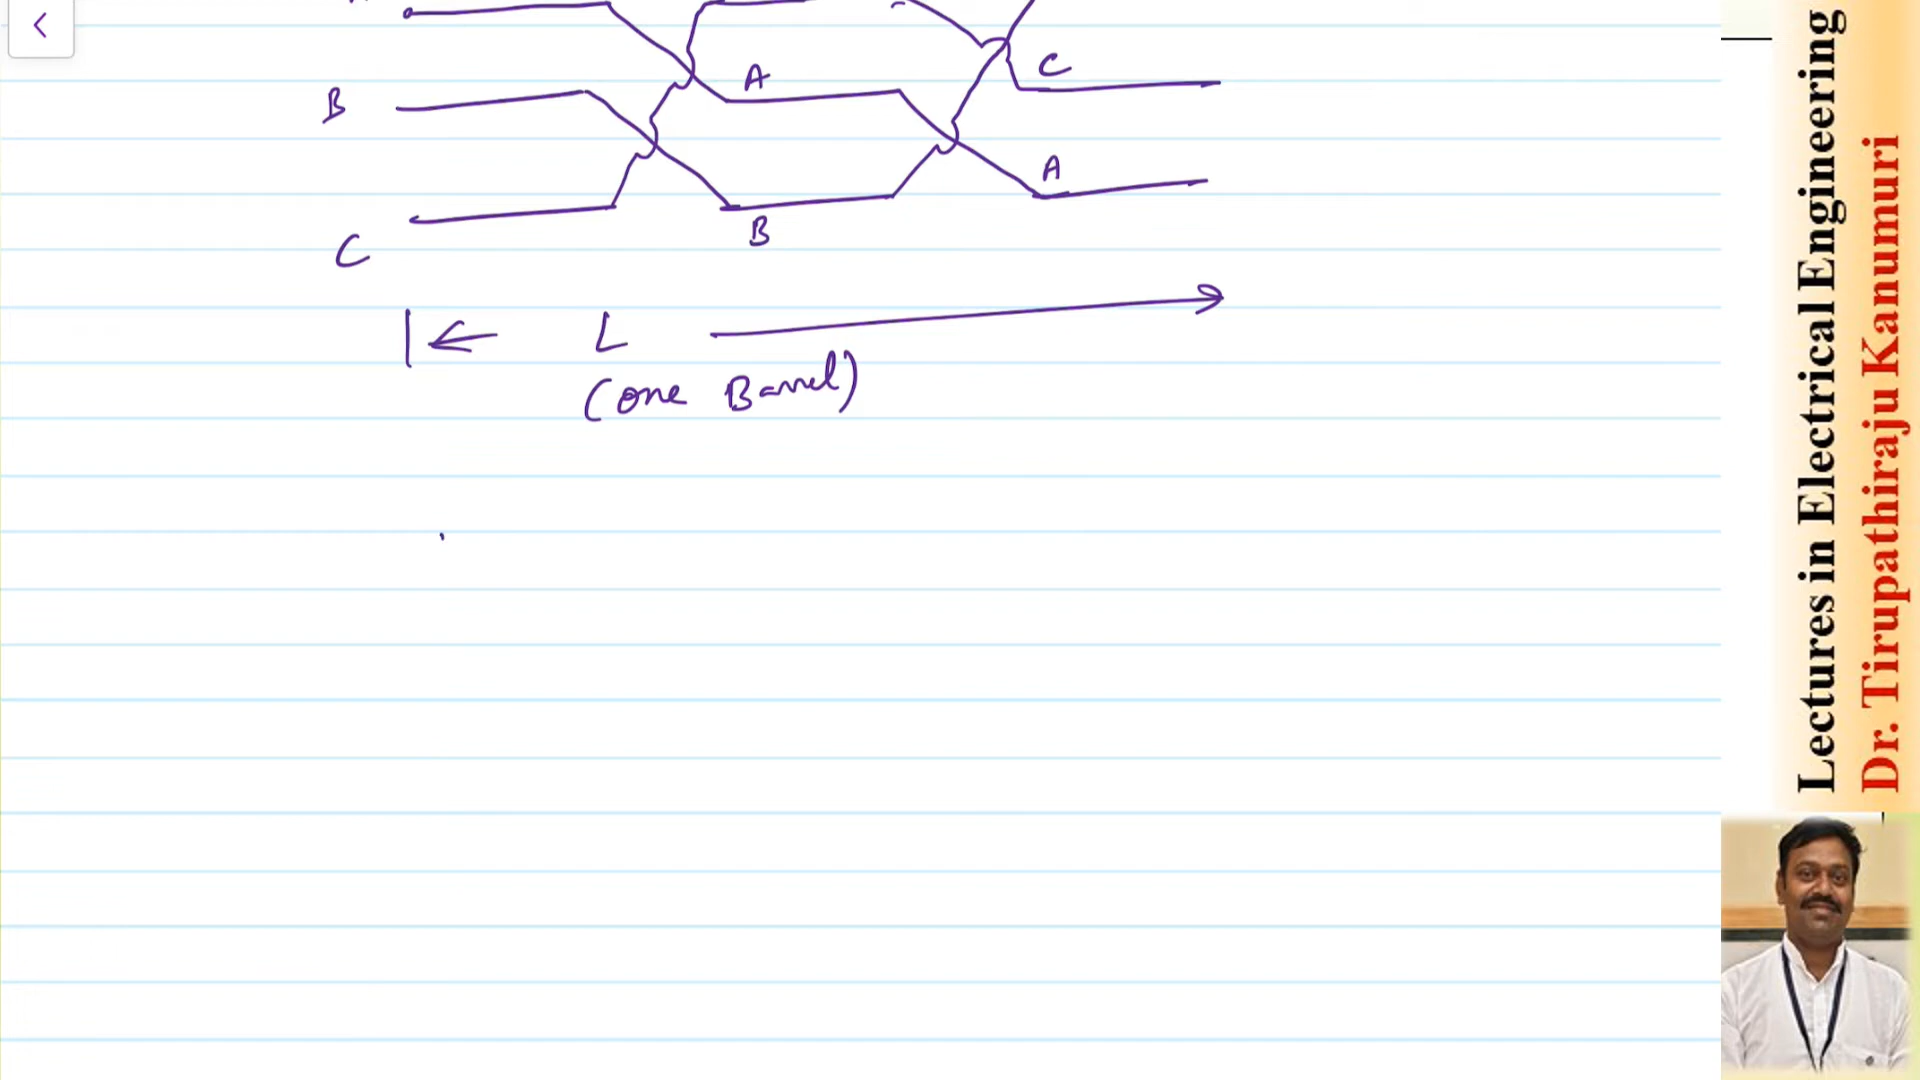 A
B
C
C
A
B
L
(one Barrel)
Lectures in Electrical Engineering
Dr. Tirupathiraju Kanumuri